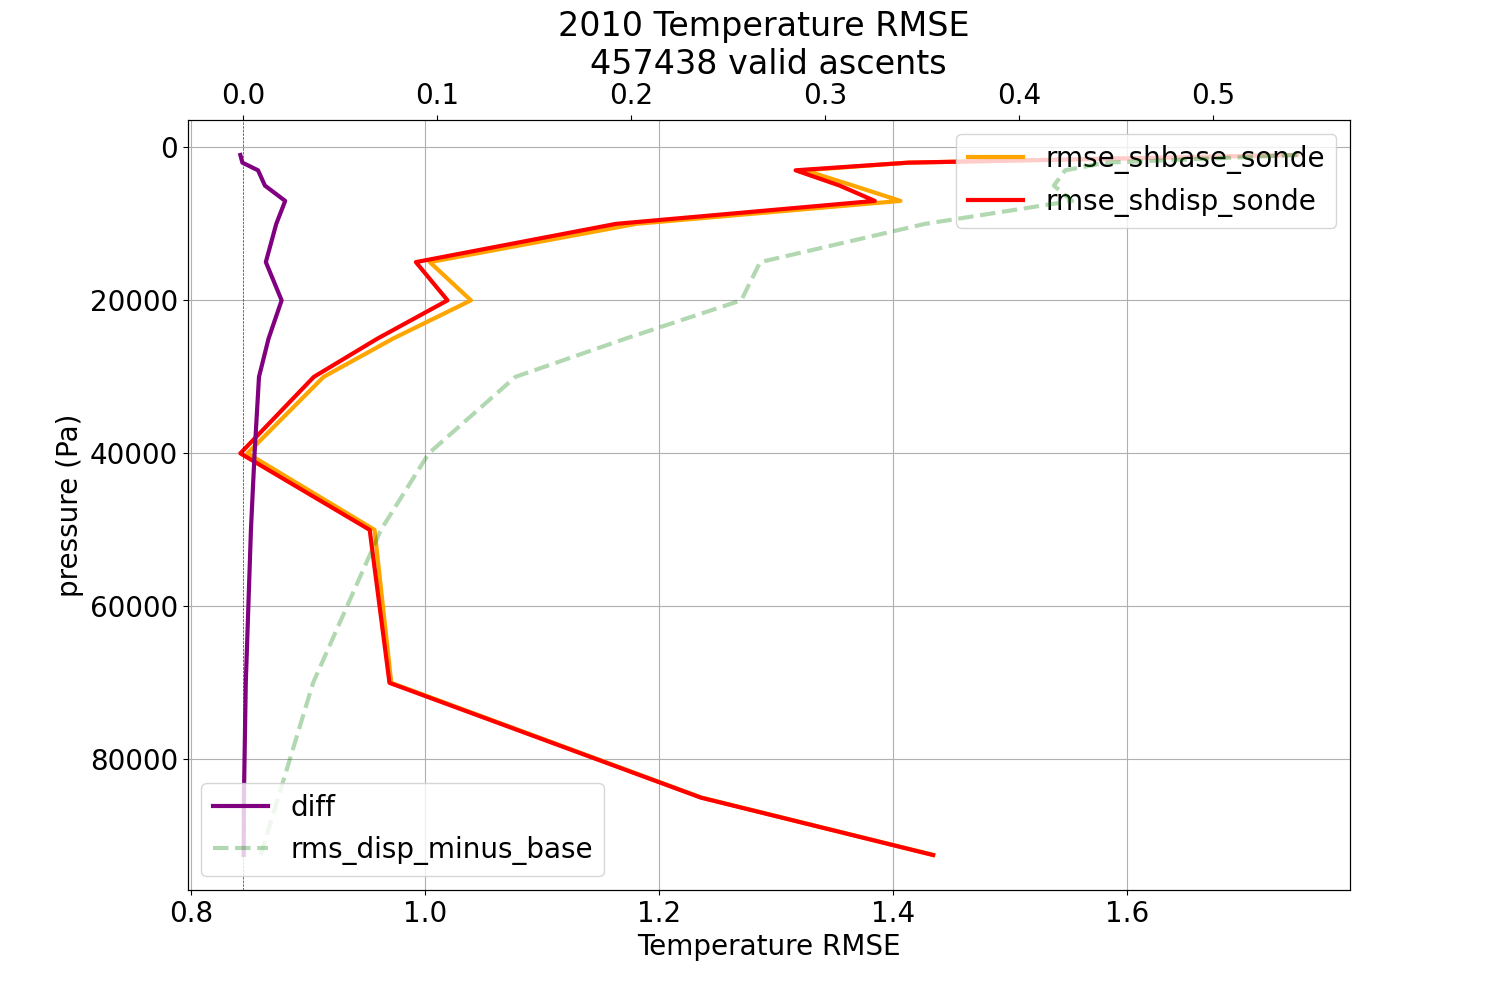 2010 Temperature RMSE
457438 valid ascents
0.0 0.1 0.2 0.3 0.4 0.5
rmse_shbase_sonde
rmse_shdisp_sonde
0
20000
40000
60000
80000
pressure (Pa)
diff
rms_disp_minus_base
0.8 1.0 1.2 1.4 1.6
Temperature RMSE